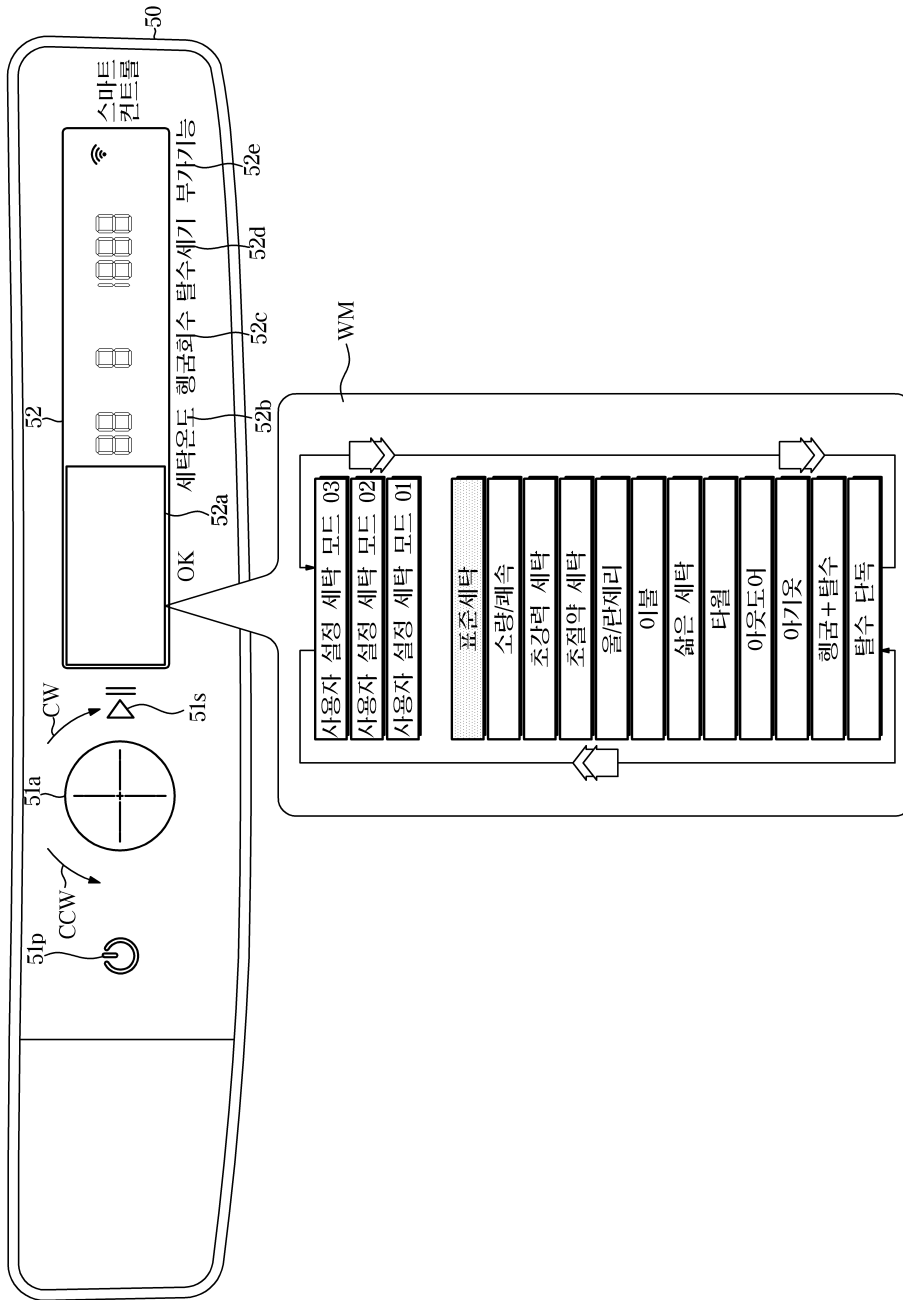 51p
CCW
51a
CW
51s
52
88
8
1888
스마트
컨트롤
50
OK
52a
세탁온도 헹굼회수 탈수세기 부가기능
52b
52c
52d
52e
WM
사용자 설정 세탁 모드 03
사용자 설정 세탁 모드 02
사용자 설정 세탁 모드 01
표준세탁
소량/쾌속
초강력 세탁
초절약 세탁
울/란제리
이불
삶은 세탁
타월
아웃도어
아기옷
헹굼+탈수
탈수 단독